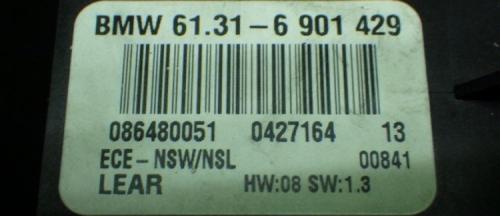 BMW 61.31-6 901 429
086480051 0427164 13
ECE-NSW/NSL 00841
LEAR HW:08 SW:1.3